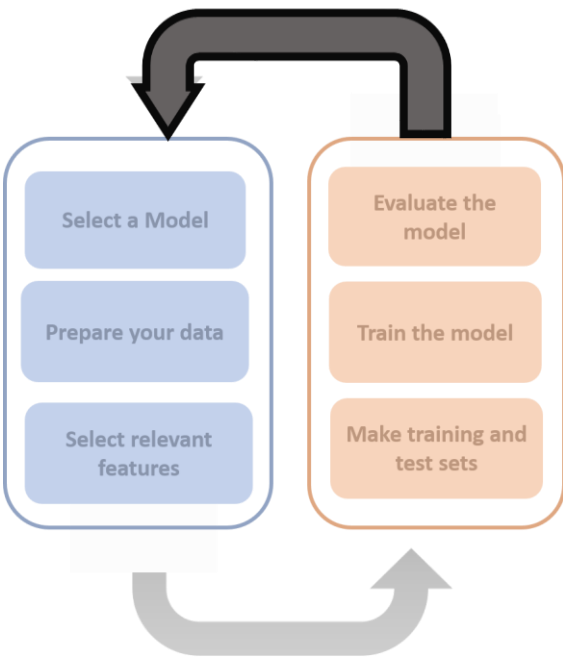 Select a Model
Prepare your data
Select relevant
features
Evaluate the
model
Train the model
Make training and
test sets